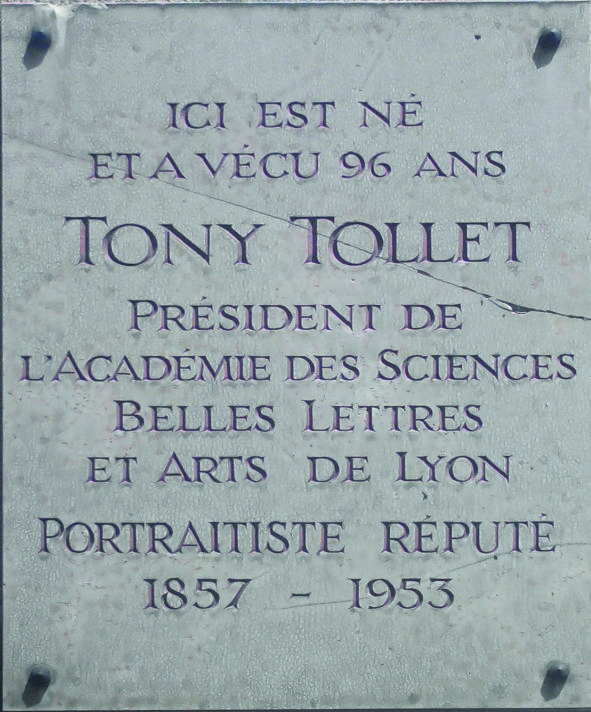 ICI EST NÉ
ET A VÉCU 96 ANS
TONY TOLLET
PRÉSIDENT DE
L'ACADÉMIE DES SCIENCES
BELLES LETTRES
ET ARTS DE LYON
PORTRAITISTE RÉPUTÉ
1857 - 1953